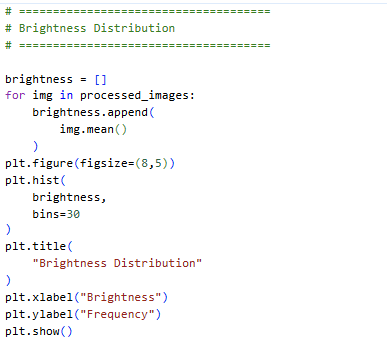 # =====================================
# Brightness Distribution
# =====================================
brightness = []
for img in processed_images:
    brightness.append(
        img.mean()
    )
plt.figure(figsize=(8,5))
plt.hist(
    brightness,
    bins=30
)
plt.title(
    "Brightness Distribution"
)
plt.xlabel("Brightness")
plt.ylabel("Frequency")
plt.show()